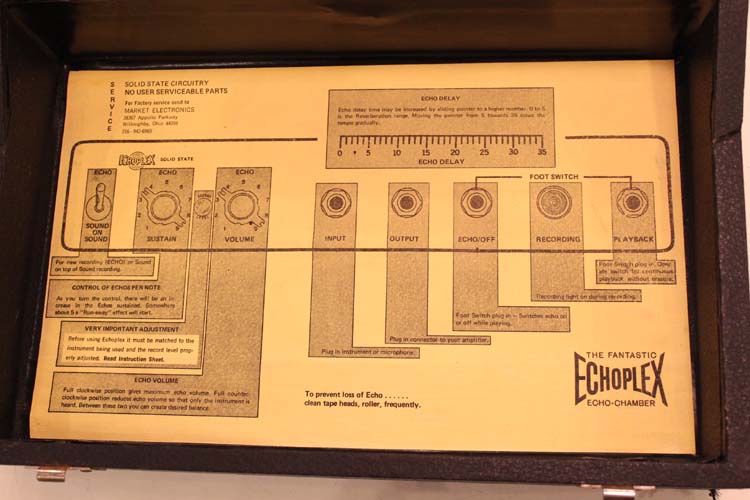 SERVICE
SOLID STATE CIRCUITRY
NO USER SERVICEABLE PARTS
For Factory service send to
MARKET ELECTRONICS
Willoughby, Ohio
ECHO DELAY
Echo delay time may be increased by sliding pointer to a higher number. 0 to 5
is the Reverberation range. Moving the pointer from 5 towards 35 slows the
tempo gradually.
0 5 10 15 20 25 30 35
ECHO DELAY
ECHOPLEX SOLID STATE
FOOT SWITCH
ECHO
SOUND
ON
SOUND
ECHO
SUSTAIN
ECHO
VOLUME
INPUT
OUTPUT
ECHO/OFF
RECORDING
PLAYBACK
For new recording (ECHO) or Sound
on top of Sound recording.
CONTROL OF ECHOS PER NOTE
As you turn the control, there will be an in-
crease in the Echos sustained. Somewhere
about 5 a "Run-away" effect will start.
VERY IMPORTANT ADJUSTMENT
Before using Echoplex it must be matched to the
instrument being used and the record level prop-
erly adjusted. Read Instruction Sheet.
ECHO VOLUME
Full clockwise position gives maximum echo volume. Full counter-
clockwise position reduces echo volume so that only the instrument is
heard. Between these two you can create desired balance.
Plug in instrument or microphone.
Plug in connector to your amplifier.
Foot Switch plug in - Switches echo on
or off while playing.
Recording light on during recording.
Foot Switch plug in.
switch for continuous
playback without erasure.
To prevent loss of Echo ......
clean tape heads, roller, frequently.
THE FANTASTIC
ECHOPLEX
ECHO-CHAMBER